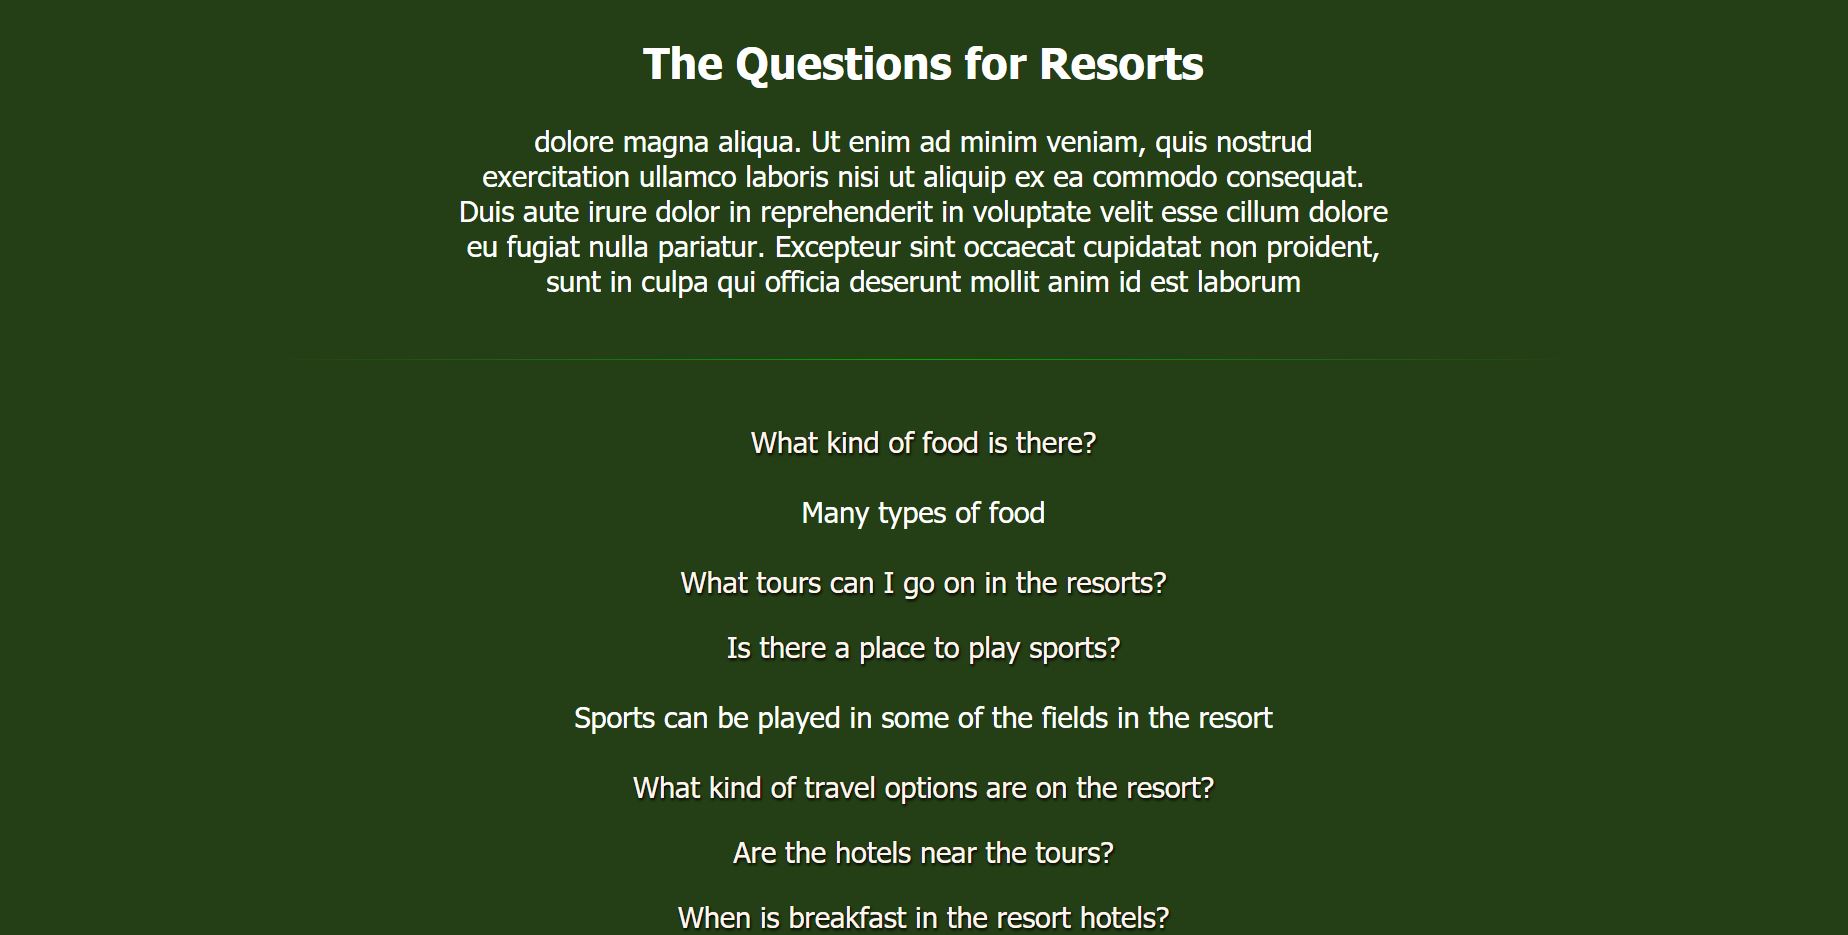 The Questions for Resorts
dolore magna aliqua. Ut enim ad minim veniam, quis nostrud
exercitation ullamco laboris nisi ut aliquip ex ea commodo consequat.
Duis aute irure dolor in reprehenderit in voluptate velit esse cillum dolore
eu fugiat nulla pariatur. Excepteur sint occaecat cupidatat non proident,
sunt in culpa qui officia deserunt mollit anim id est laborum
What kind of food is there?
Many types of food
What tours can I go on in the resorts?
Is there a place to play sports?
Sports can be played in some of the fields in the resort
What kind of travel options are on the resort?
Are the hotels near the tours?
When is breakfast in the resort hotels?